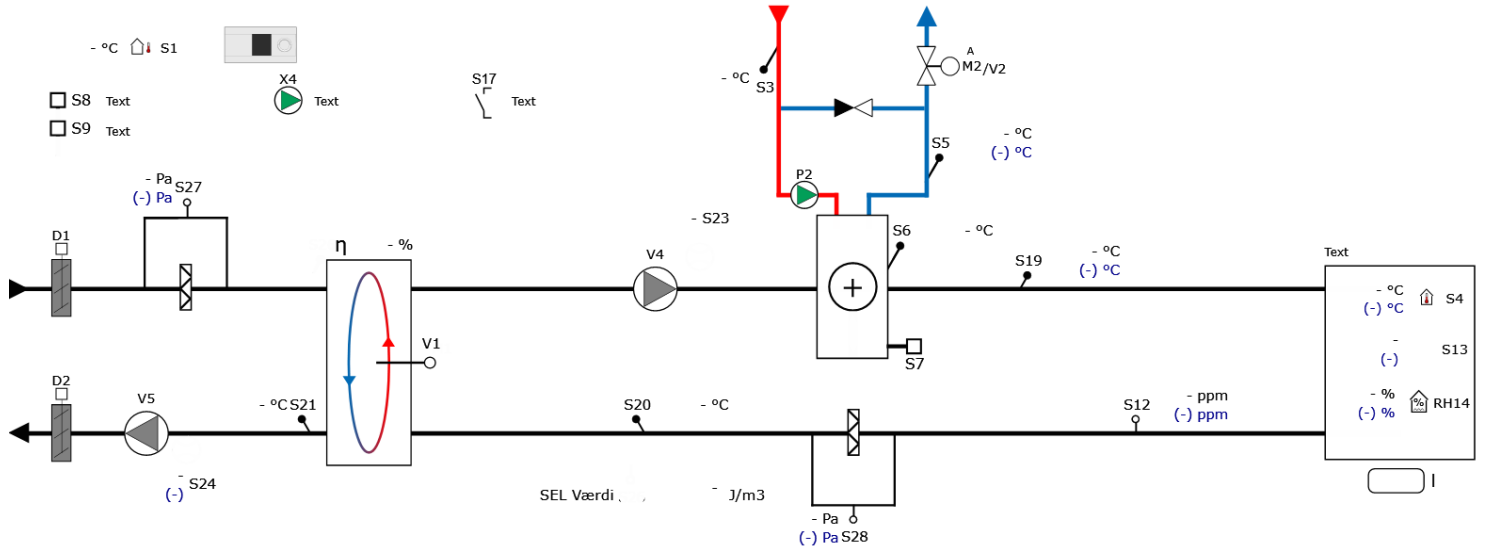 - °C S1
S8 Text
S9 Text
X4
Text
S17
Text
- °C S3
A
M2/V2
S5
- °C
(-) °C
P2
- Pa
(-) Pa
S27
D1
η - %
- S23
V4
S6
- °C
S19
- °C
(-) °C
Text
- °C
(-) °C
S4
-
(-)
S13
- %
(-) %
% RH14
V1
S7
D2
V5
- °C S21
S20
- °C
S12
- ppm
(-) ppm
-
(-)
S24
SEL Værdi - J/m3
- Pa
(-) Pa
S28
I